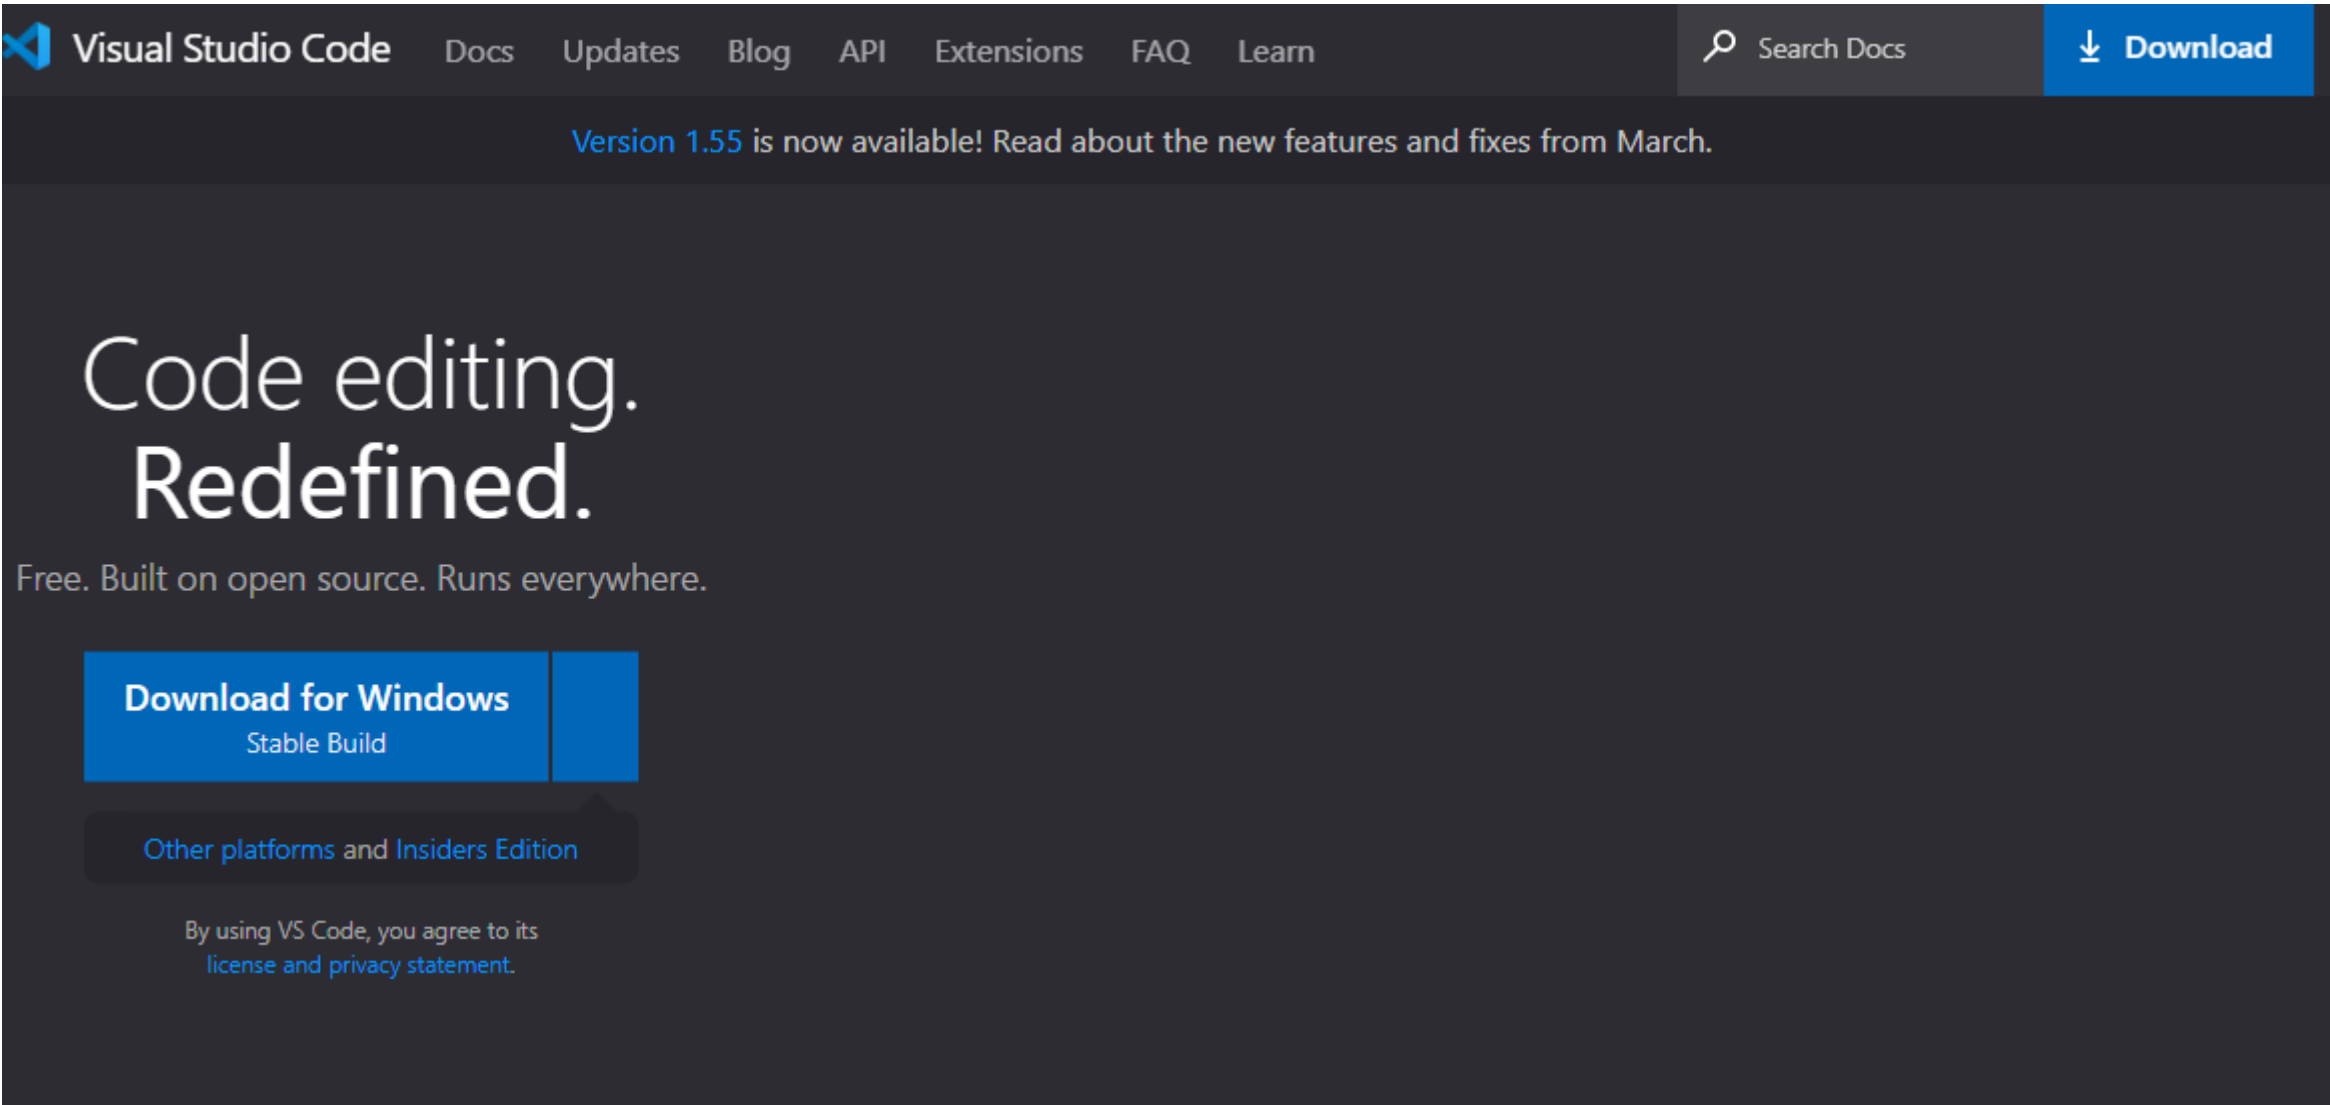 Visual Studio Code Docs Updates Blog API Extensions FAQ Learn Search Docs Download
Version 1.55 is now available! Read about the new features and fixes from March.
Code editing.
Redefined.
Free. Built on open source. Runs everywhere.
Download for Windows
Stable Build
Other platforms and Insiders Edition
By using VS Code, you agree to its
license and privacy statement.